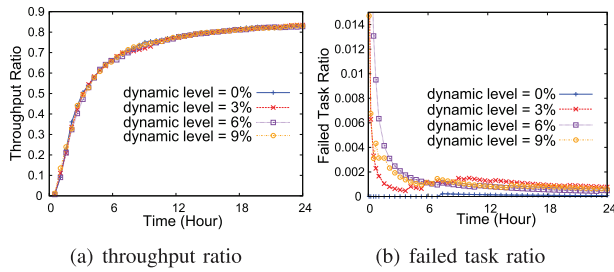 0.9
0.8
0.7
0.6
0.5
0.4
0.3
0.2
0.1
0
Throughput Ratio
dynamic level = 0%
dynamic level = 3%
dynamic level = 6%
dynamic level = 9%
0 6 12 18 24
Time (Hour)
(a) throughput ratio
0.014
0.012
0.01
0.008
0.006
0.004
0.002
0
Failed Task Ratio
dynamic level = 0%
dynamic level = 3%
dynamic level = 6%
dynamic level = 9%
0 6 12 18 24
Time (Hour)
(b) failed task ratio